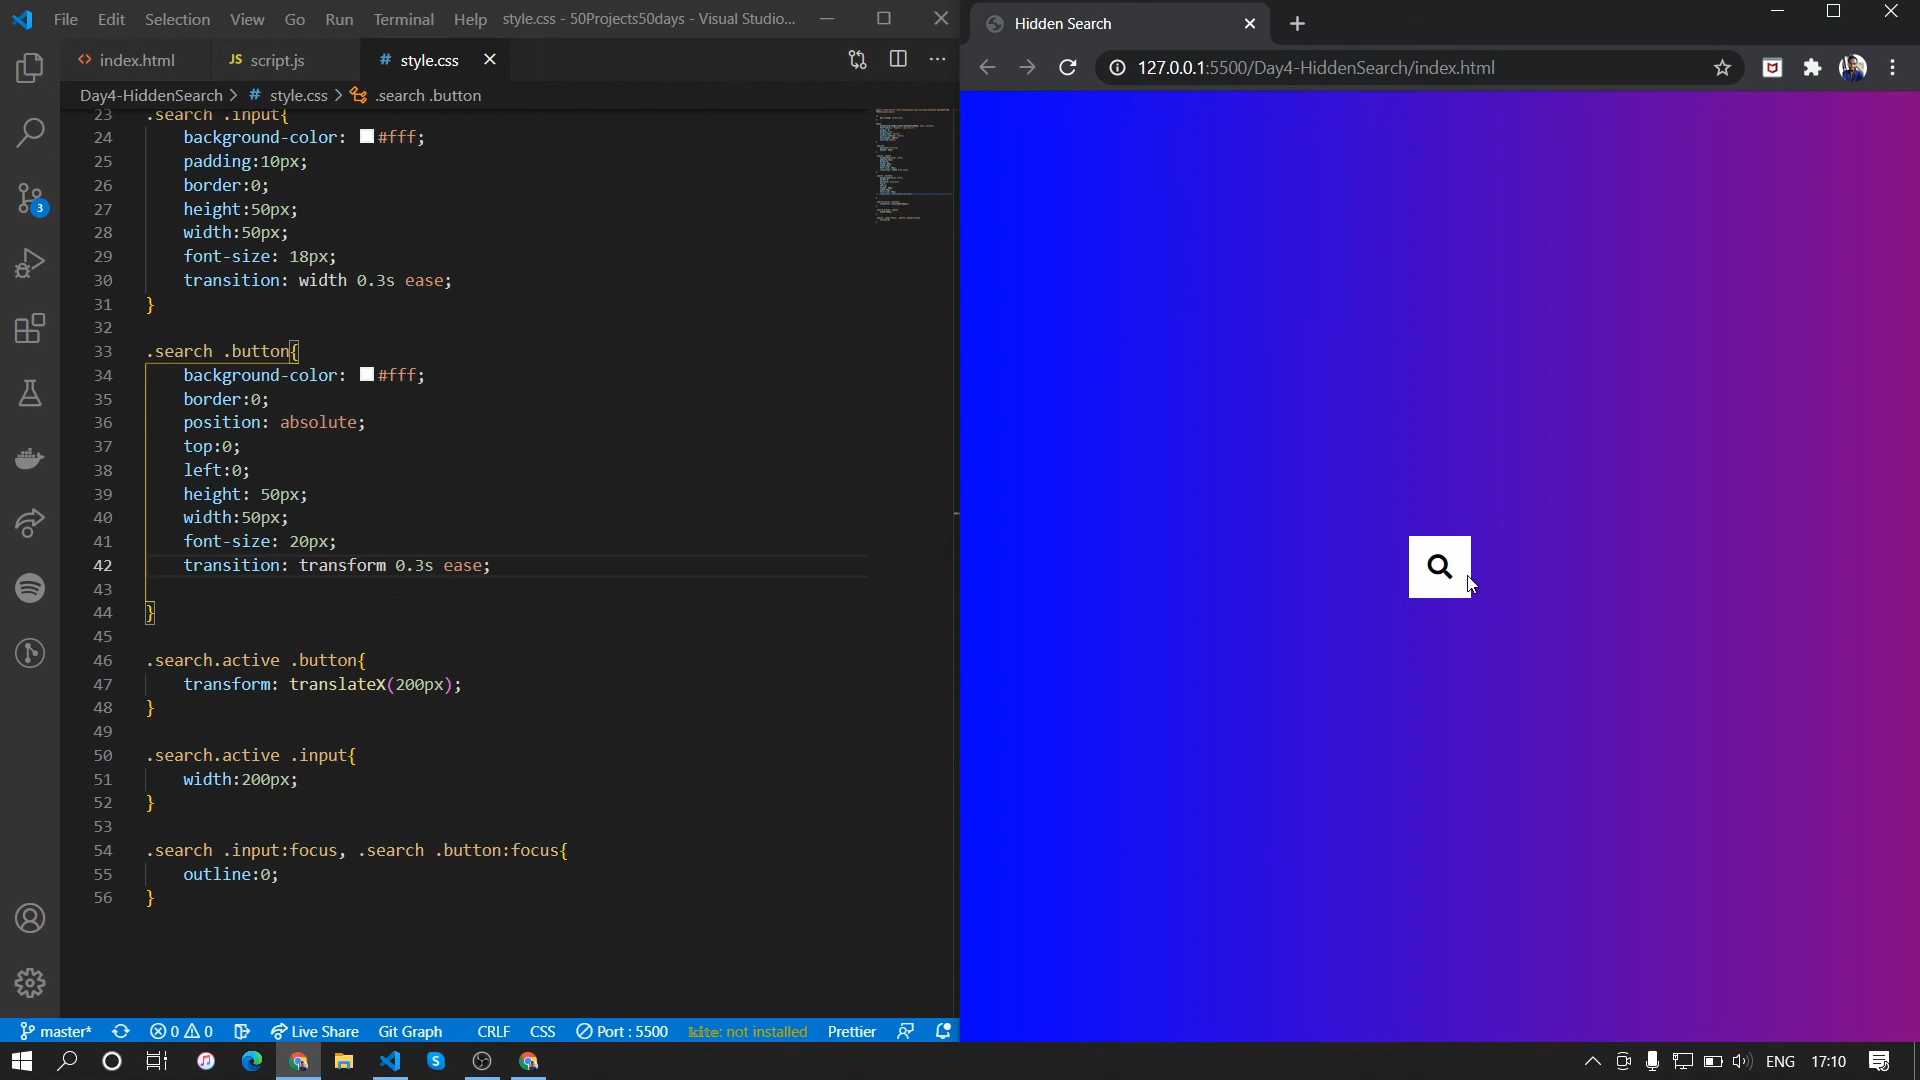 File Edit Selection View Go Run Terminal Help style.css - 50Projects50days - Visual Studio...
Hidden Search
index.html
JS script.js
# style.css
127.0.0.1:5500/Day4-HiddenSearch/index.html
Day4-HiddenSearch > # style.css > .search .button
23 .search .input{
24 background-color: #fff;
25 padding:10px;
26 border:0;
27 height:50px;
28 width:50px;
29 font-size: 18px;
30 transition: width 0.3s ease;
31 }
32
33 .search .button{
34 background-color: #fff;
35 border:0;
36 position: absolute;
37 top:0;
38 left:0;
39 height: 50px;
40 width:50px;
41 font-size: 20px;
42 transition: transform 0.3s ease;
43
44 }
45
46 .search.active .button{
47 transform: translateX(200px);
48 }
49
50 .search.active .input{
51 width:200px;
52 }
53
54 .search .input:focus, .search .button:focus{
55 outline:0;
56 }
3
master* 0 0 Live Share Git Graph CRLF CSS Port : 5500 kite: not installed Prettier
ENG 17:10